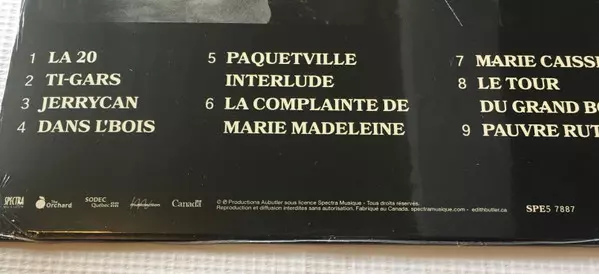 1 LA 20
2 TI-GARS
3 JERRYCAN
4 DANS L'BOIS
5 PAQUETVILLE
INTERLUDE
6 LA COMPLAINTE DE
MARIE MADELEINE
7 MARIE CAISS
8 LE TOUR
DU GRAND B
9 PAUVRE RUT
SPECTRA
The Orchard
SODEC
Québec
Canada
© ℗ Productions Aubutler sous licence Spectra Musique - Tous droits réservés.
Reproduction et diffusion interdites sans autorisation. Fabriqué au Canada. spectramusique.com - edithbutler.ca
SPE5 7887